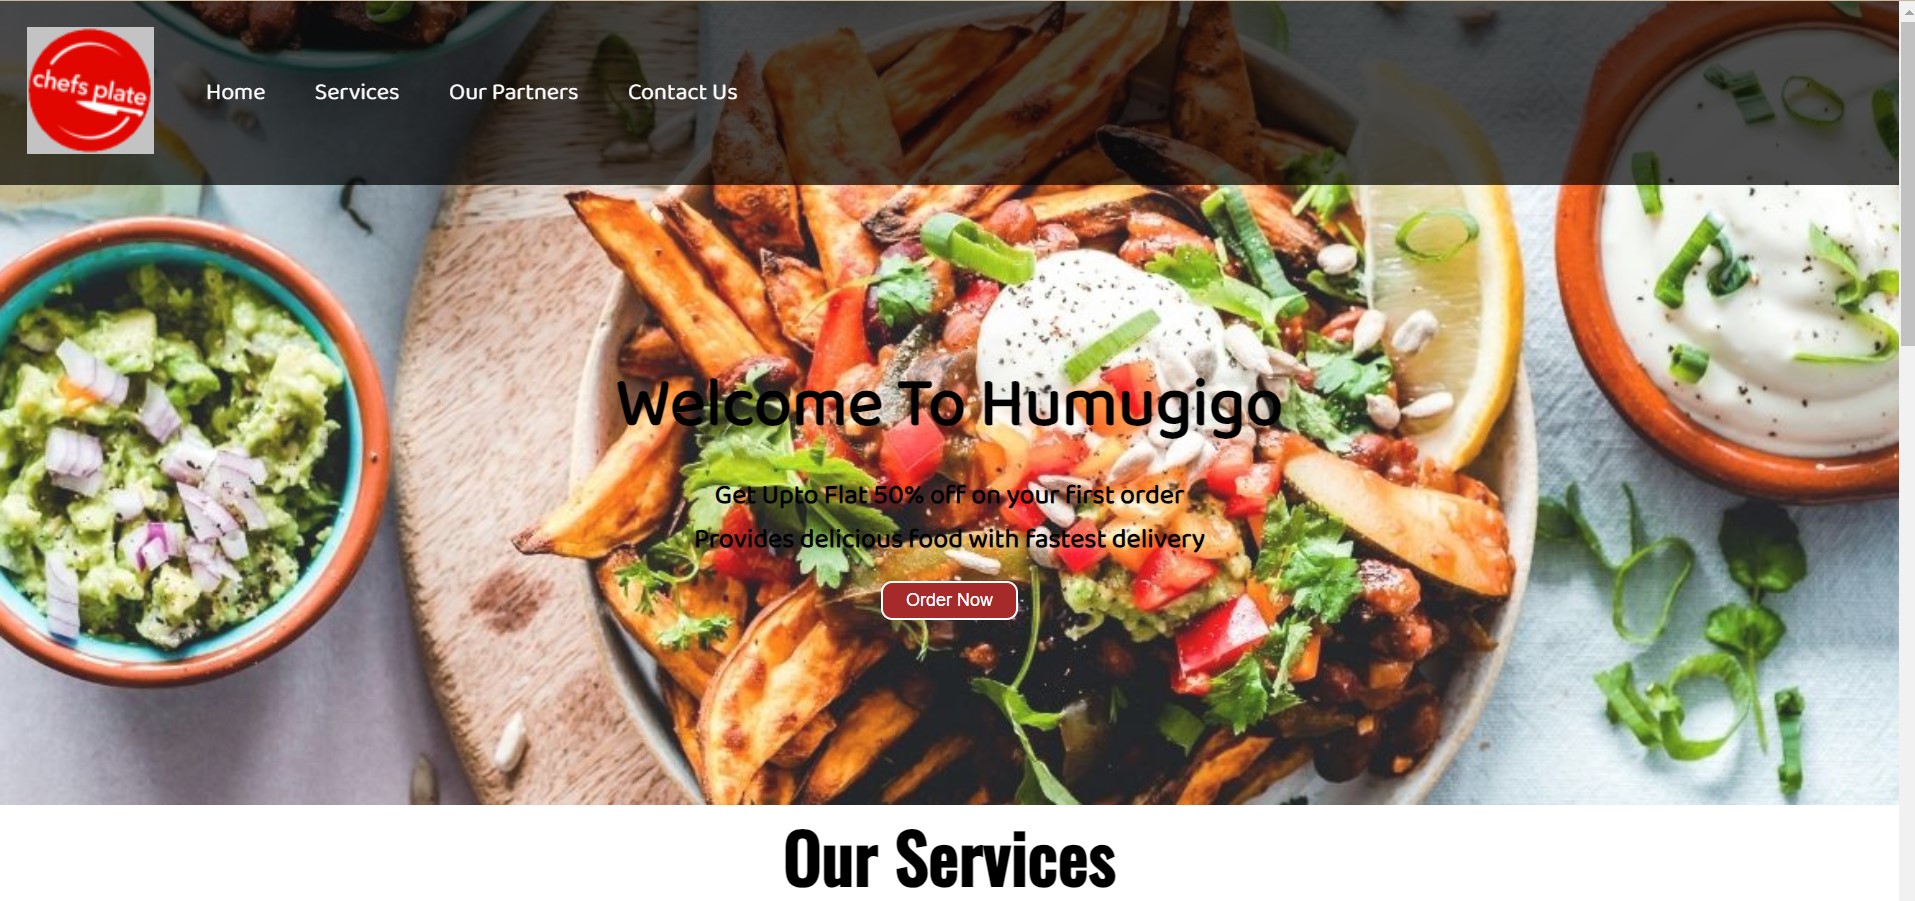 chefs plate
Home Services Our Partners Contact Us
Welcome To Humugigo
Get Upto Flat 50% off on your first order
Provides delicious food with fastest delivery
Order Now
Our Services